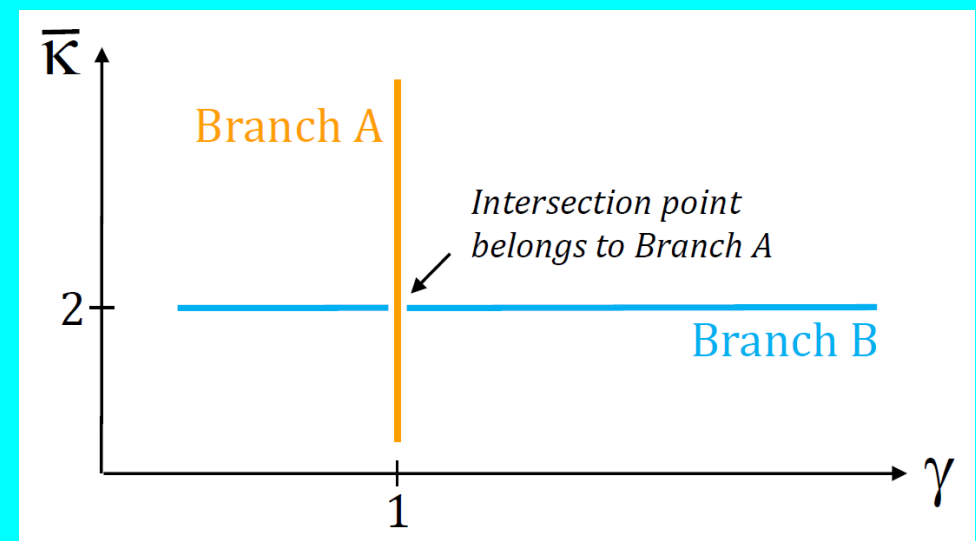 κ̅
Branch A
Intersection point
belongs to Branch A
2
Branch B
γ
1